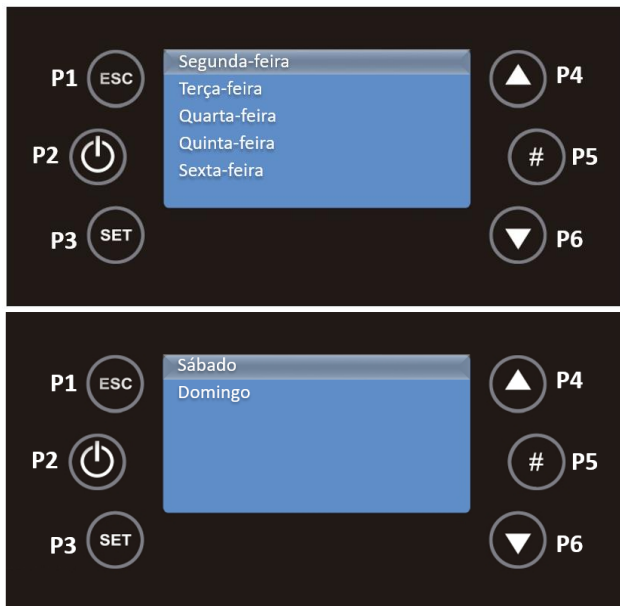 P1 ESC
P2
P3 SET
Segunda-feira
Terça-feira
Quarta-feira
Quinta-feira
Sexta-feira
P4
# P5
P6
P1 ESC
P2
P3 SET
Sábado
Domingo
P4
# P5
P6